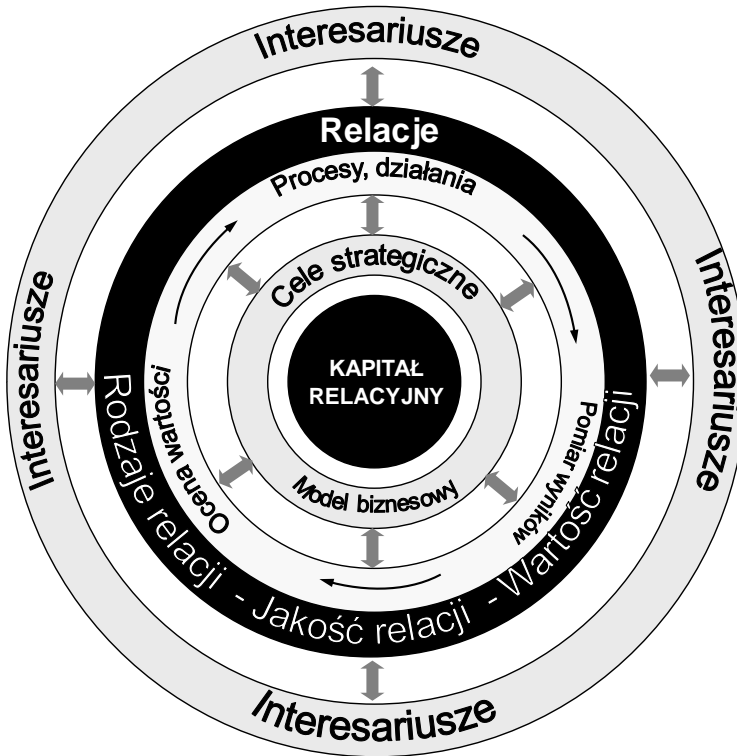 Interesariusze
Relacje
Procesy, działania
Cele strategiczne
Interesariusze
Interesariusze
KAPITAŁ
RELACYJNY
Ocena wartości
Pomiar wyników
Model biznesowy
Rodzaje relacji - Jakość relacji - Wartość relacji
Interesariusze